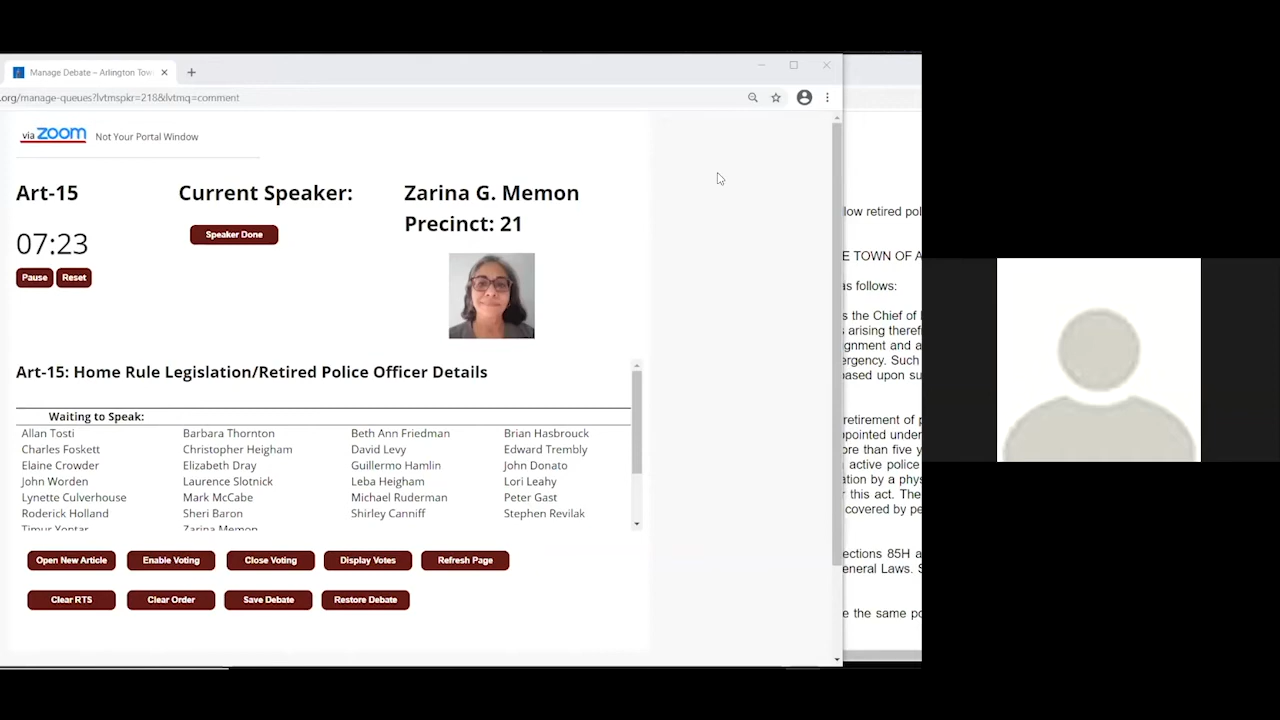 Manage Debate – Arlington Tow
.org/manage-queues?lvtmspkr=218&lvtmq=comment
via zoom Not Your Portal Window
Art-15 Current Speaker: Zarina G. Memon
Speaker Done Precinct: 21
07:23
Pause Reset
Art-15: Home Rule Legislation/Retired Police Officer Details
Waiting to Speak:
Allan Tosti Barbara Thornton Beth Ann Friedman Brian Hasbrouck
Charles Foskett Christopher Heigham David Levy Edward Trembly
Elaine Crowder Elizabeth Dray Guillermo Hamlin John Donato
John Worden Laurence Slotnick Leba Heigham Lori Leahy
Lynette Culverhouse Mark McCabe Michael Ruderman Peter Gast
Roderick Holland Sheri Baron Shirley Canniff Stephen Revilak
Timur Yontar Zarina Memon
Open New Article Enable Voting Close Voting Display Votes Refresh Page
Clear RTS Clear Order Save Debate Restore Debate
low retired pol
E TOWN OF A
as follows:
s the Chief of
s arising theref
ignment and a
ergency. Such
based upon su
retirement of p
ppointed under
ore than five y
active police
ation by a phys
r this act. The
covered by pe
ections 85H a
eneral Laws. S
e the same po